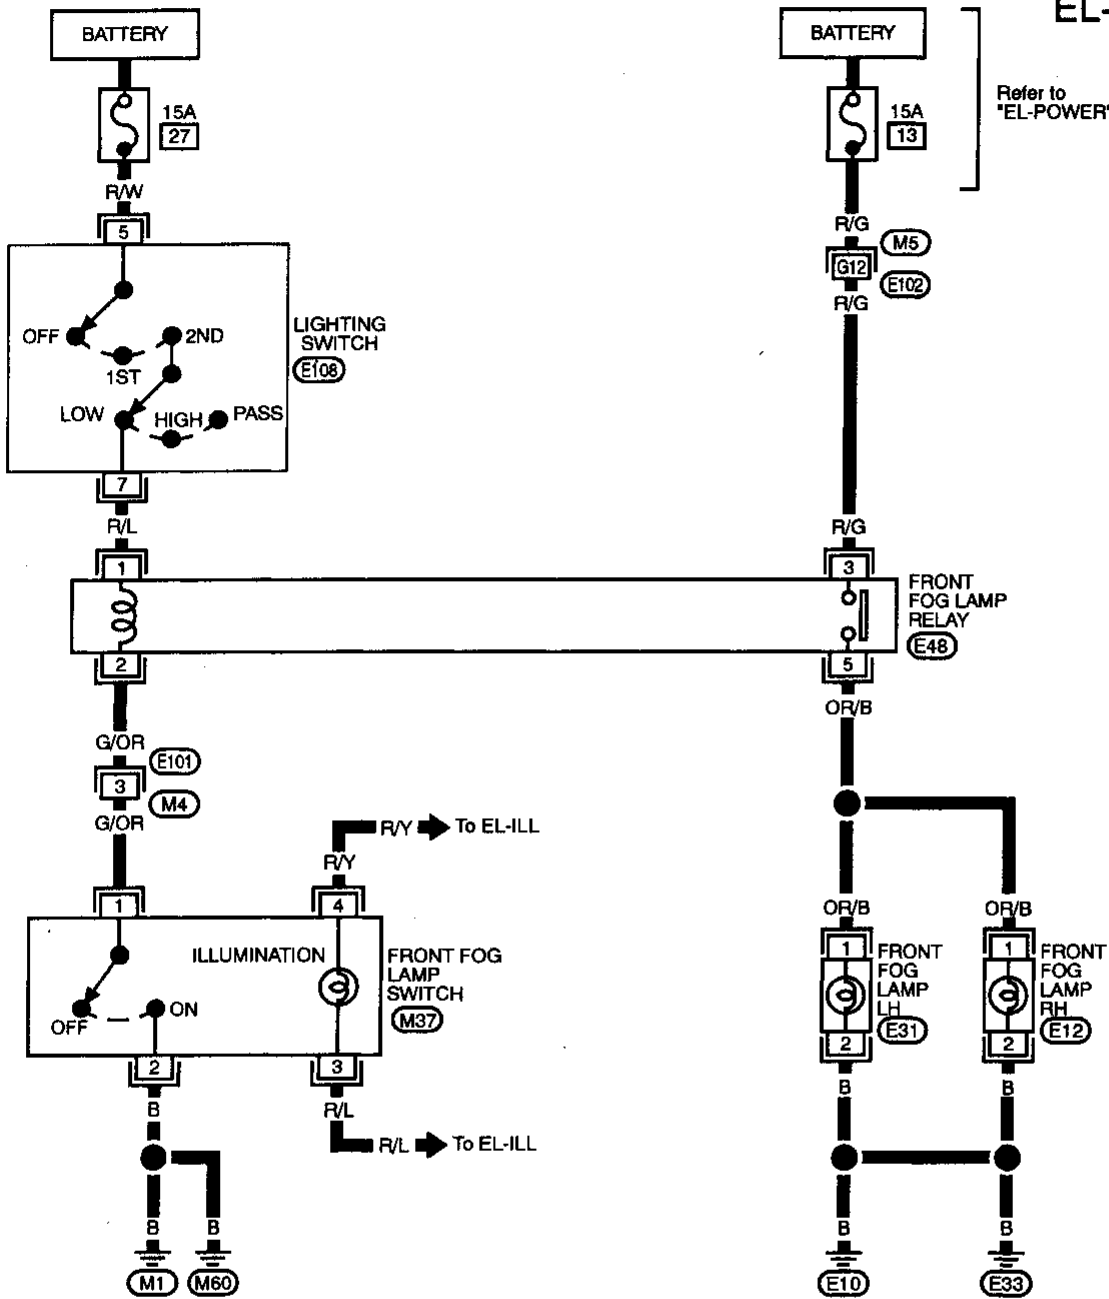 EL-
BATTERY
BATTERY
Refer to
"EL-POWER"
15A
27
15A
13
R/W
5
R/G
M5
G12
E102
R/G
OFF
2ND
1ST
LOW
HIGH
PASS
LIGHTING
SWITCH
E108
7
R/L
R/G
1
3
FRONT
FOG LAMP
RELAY
E48
2
5
OR/B
G/OR
E101
3
M4
G/OR
R/Y
To EL-ILL
R/Y
1
4
ILLUMINATION
OFF
ON
FRONT FOG
LAMP
SWITCH
M37
OR/B
OR/B
1
FRONT
FOG
LAMP
LH
E31
1
FRONT
FOG
LAMP
RH
E12
2
2
2
3
B
R/L
R/L
To EL-ILL
B
B
B
B
B
B
M1
M60
E10
E33